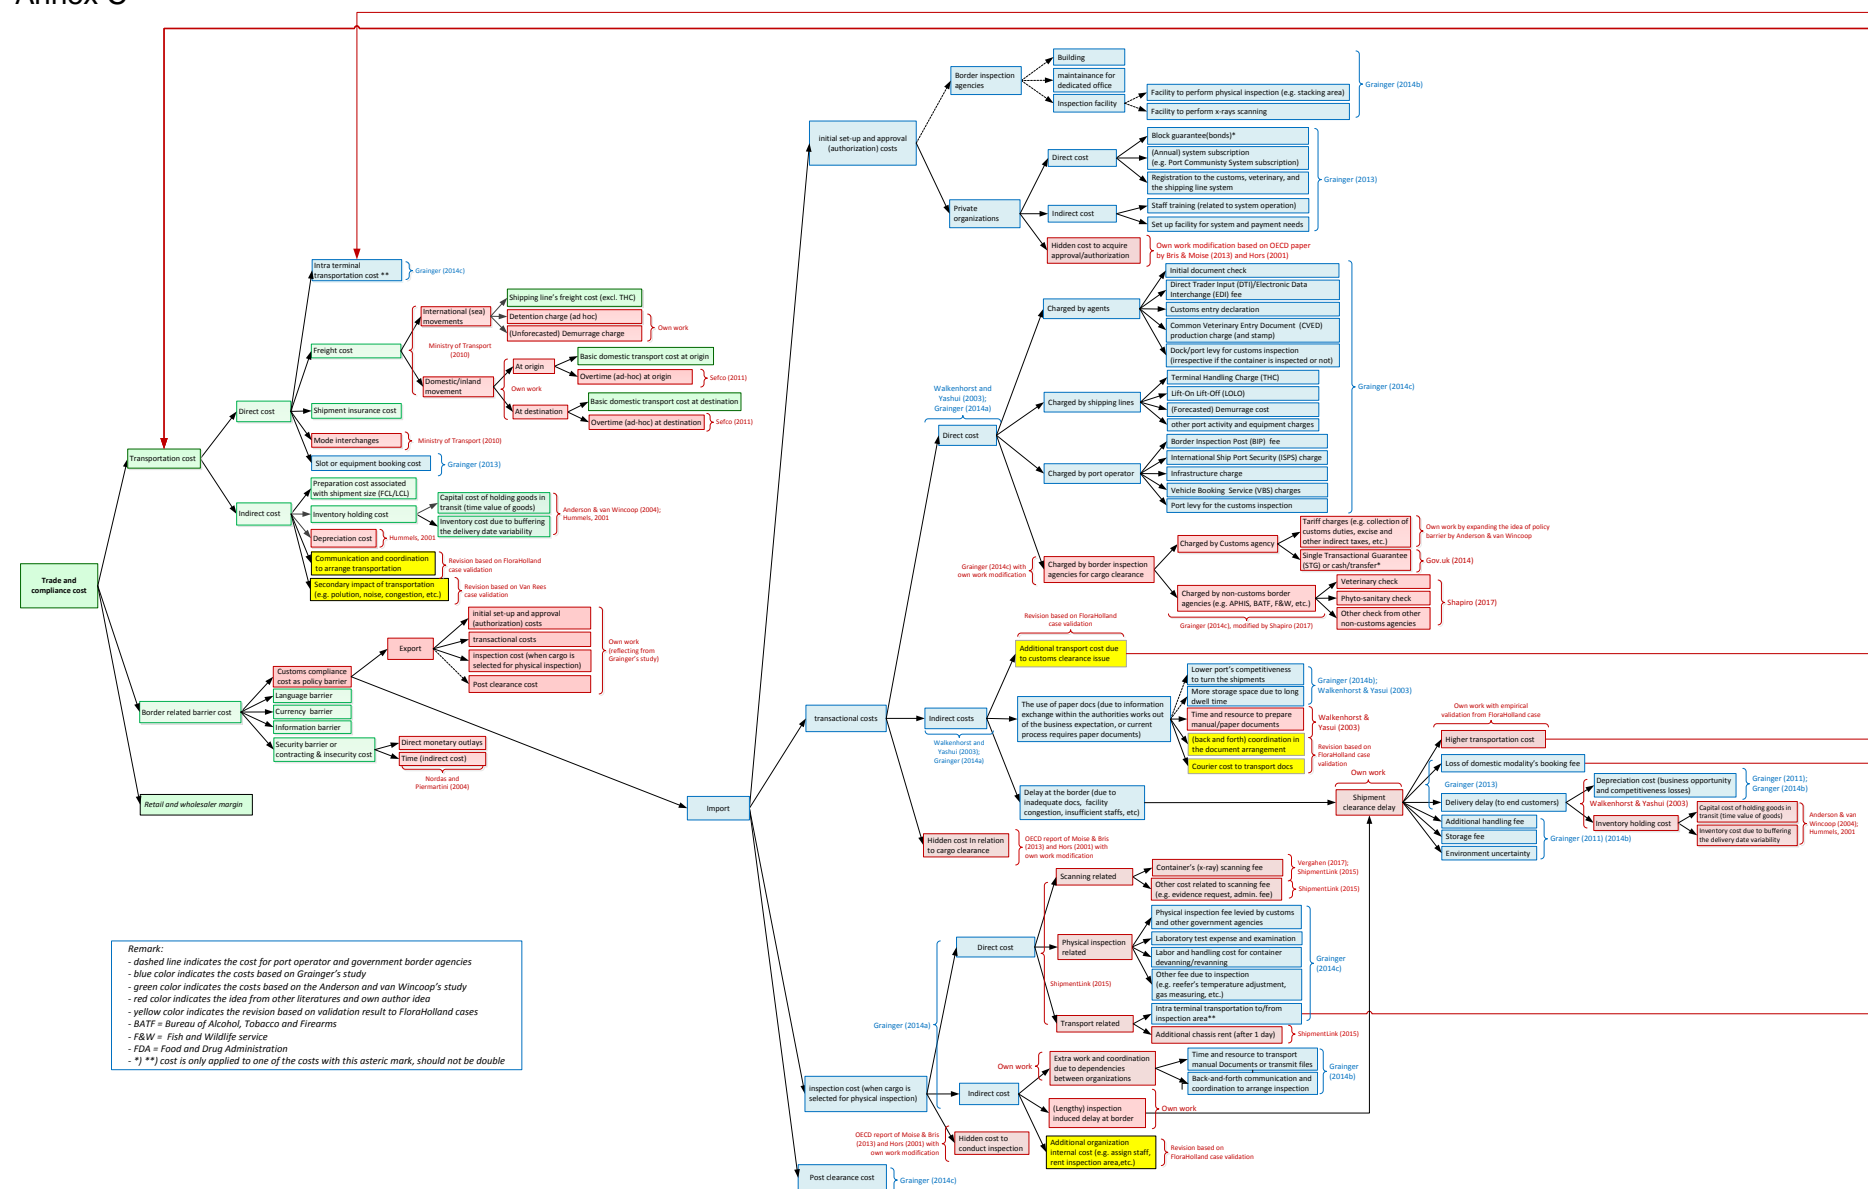 Annex C
Border inspection
agencies
Building
maintainance for
dedicated office
Inspection facility
Facility to perform physical inspection (e.g. stacking area)
Facility to perform x-rays scanning
Grainger (2014b)
initial set-up and approval
(authorization) costs
Private
organizations
Direct cost
Block guarantee(bonds)*
(Annual) system subscription
(e.g. Port Communisty System subscription)
Registration to the customs, veterinary, and
the shipping line system
Indirect cost
Staff training (related to system operation)
Set up facility for system and payment needs
Grainger (2013)
Hidden cost to acquire
approval/authorization
Own work modification based on OECD paper
by Bris & Moise (2013) and Hors (2001)
Intra terminal
transportation cost **
Grainger (2014c)
Freight cost
Ministry of Transport
(2010)
International (sea)
movements
Shipping line's freight cost (excl. THC)
Detention charge (ad hoc)
(Unforecasted) Demurrage charge
Own work
Domestic/inland
movement
Own work
At origin
Basic domestic transport cost at origin
Overtime (ad-hoc) at origin
Sefco (2011)
At destination
Basic domestic transport cost at destination
Overtime (ad-hoc) at destination
Sefco (2011)
Direct cost
Shipment insurance cost
Mode interchanges
Ministry of Transport (2010)
Slot or equipment booking cost
Grainger (2013)
Transportation cost
Indirect cost
Preparation cost associated
with shipment size (FCL/LCL)
Inventory holding cost
Capital cost of holding goods in
transit (time value of goods)
Inventory cost due to buffering
the delivery date variability
Anderson & van Wincoop (2004);
Hummels, 2001
Depreciation cost
Hummels, 2001
Communication and coordination
to arrange transportation
Revision based on FloraHolland
case validation
Secondary impact of transportation
(e.g. polution, noise, congestion, etc.)
Revision based on Van Rees
case validation
Trade and
compliance cost
Border related barrier cost
Customs compliance
cost as policy barrier
Export
initial set-up and approval
(authorization) costs
transactional costs
inspection cost (when cargo is
selected for physical inspection)
Post clearance cost
Own work
(reflecting from
Grainger's study)
Language barrier
Currency  barrier
Information barrier
Security barrier or
contracting & insecurity cost
Direct monetary outlays
Time (indirect cost)
Nordas and
Piermartini (2004)
Retail and wholesaler margin
Import
transactional costs
Walkenhorst and
Yashui (2003);
Grainger (2014a)
Direct cost
Charged by agents
Initial document check
Direct Trader Input (DTI)/Electronic Data
Interchange (EDI) fee
Customs entry declaration
Common Veterinary Entry Document  (CVED)
production charge (and stamp)
Dock/port levy for customs inspection
(irrespective if the container is inspected or not)
Charged by shipping lines
Terminal Handling Charge (THC)
Lift-On Lift-Off (LOLO)
(Forecasted) Demurrage cost
other port activity and equipment charges
Charged by port operator
Border Inspection Post (BIP)  fee
International Ship Port Security (ISPS) charge
Infrastructure charge
Vehicle Booking  Service (VBS) charges
Port levy for the customs inspection
Grainger (2014c)
Grainger (2014c) with
own work modification
Charged by border inspection
agencies for cargo clearance
Charged by Customs agency
Tariff charges (e.g. collection of
customs duties, excise and
other indirect taxes, etc.)
Own work by expanding the idea of policy
barrier by Anderson & van Wincoop
Single Transactional Guarantee
(STG) or cash/transfer*
Gov.uk (2014)
Charged by non-customs border
agencies (e.g. APHIS, BATF, F&W, etc.)
Grainger (2014c), modified by Shapiro (2017)
Veterinary check
Phyto-sanitary check
Other check from other
non-customs agencies
Shapiro (2017)
Revision based on FloraHolland
case validation
Additional transport cost due
to customs clearance issue
Indirect costs
Walkenhorst and
Yashui (2003);
Grainger (2014a)
The use of paper docs (due to information
exchange within the authorities works out
of the business expectation, or current
process requires paper documents)
Lower port's competitiveness
to turn the shipments
More storage space due to long
dwell time
Grainger (2014b);
Walkenhorst & Yasui (2003)
Time and resource to prepare
manual/paper documents
Walkenhorst &
Yasui (2003)
(back and forth) coordination in
the document arrangement
Courier cost to transport docs
Revision based on
FloraHolland case
validation
Delay at the border (due to
inadequate docs,  facility
congestion, insufficient staffs, etc)
Own work
Shipment
clearance delay
Own work with empirical
validation from FloraHolland case
Higher transportation cost
Loss of domestic modality's booking fee
Grainger (2013)
Delivery delay (to end customers)
Depreciation cost (business opportunity
and competitiveness losses)
Grainger (2011);
Granger (2014b)
Walkenhorst & Yashui (2003)
Inventory holding cost
Capital cost of holding goods in
transit (time value of goods)
Inventory cost due to buffering
the delivery date variability
Anderson & van
Wincoop (2004);
Hummels, 2001
Additional handling fee
Storage fee
Environment uncertainty
Grainger (2011) (2014b)
Hidden cost In relation
to cargo clearance
OECD report of Moise & Bris
(2013) and Hors (2001) with
own work modification
inspection cost (when cargo is
selected for physical inspection)
Grainger (2014a)
Direct cost
ShipmentLink (2015)
Scanning related
Container's (x-ray) scanning fee
Vergahen (2017);
ShipmentLink (2015)
Other cost related to scanning fee
(e.g. evidence request, admin. fee)
ShipmentLink (2015)
Physical inspection
related
Physical inspection fee levied by customs
and other government agencies
Laboratory test expense and examination
Labor and handling cost for container
devanning/revanning
Other fee due to inspection
(e.g. reefer's temperature adjustment,
gas measuring, etc.)
Grainger
(2014c)
Transport related
Intra terminal transportation to/from
inspection area**
Additional chassis rent (after 1 day)
ShipmentLink (2015)
Indirect cost
Own work
Extra work and coordination
due to dependencies
between organizations
Time and resource to transport
manual Documents or transmit files
Back-and-forth communication and
coordination to arrange inspection
Grainger
2014b)
(Lengthy) inspection
induced delay at border
Own work
Additional organization
internal cost (e.g. assign staff,
rent inspection area,etc.)
Revision based on
FloraHolland case validation
OECD report of Moise & Bris
(2013) and Hors (2001) with
own work modification
Hidden cost to
conduct inspection
Post clearance cost
Grainger (2014c)
Remark:
- dashed line indicates the cost for port operator and government border agencies
- blue color indicates the costs based on Grainger's study
- green color indicates the costs based on the Anderson and van Wincoop's study
- red color indicates the idea from other literatures and own author idea
- yellow color indicates the revision based on validation result to FloraHolland cases
- BATF = Bureau of Alcohol, Tobacco and Firearms
- F&W =  Fish and Wildlife service
- FDA = Food and Drug Administration
- *) **) cost is only applied to one of the costs with this asteric mark, should not be double